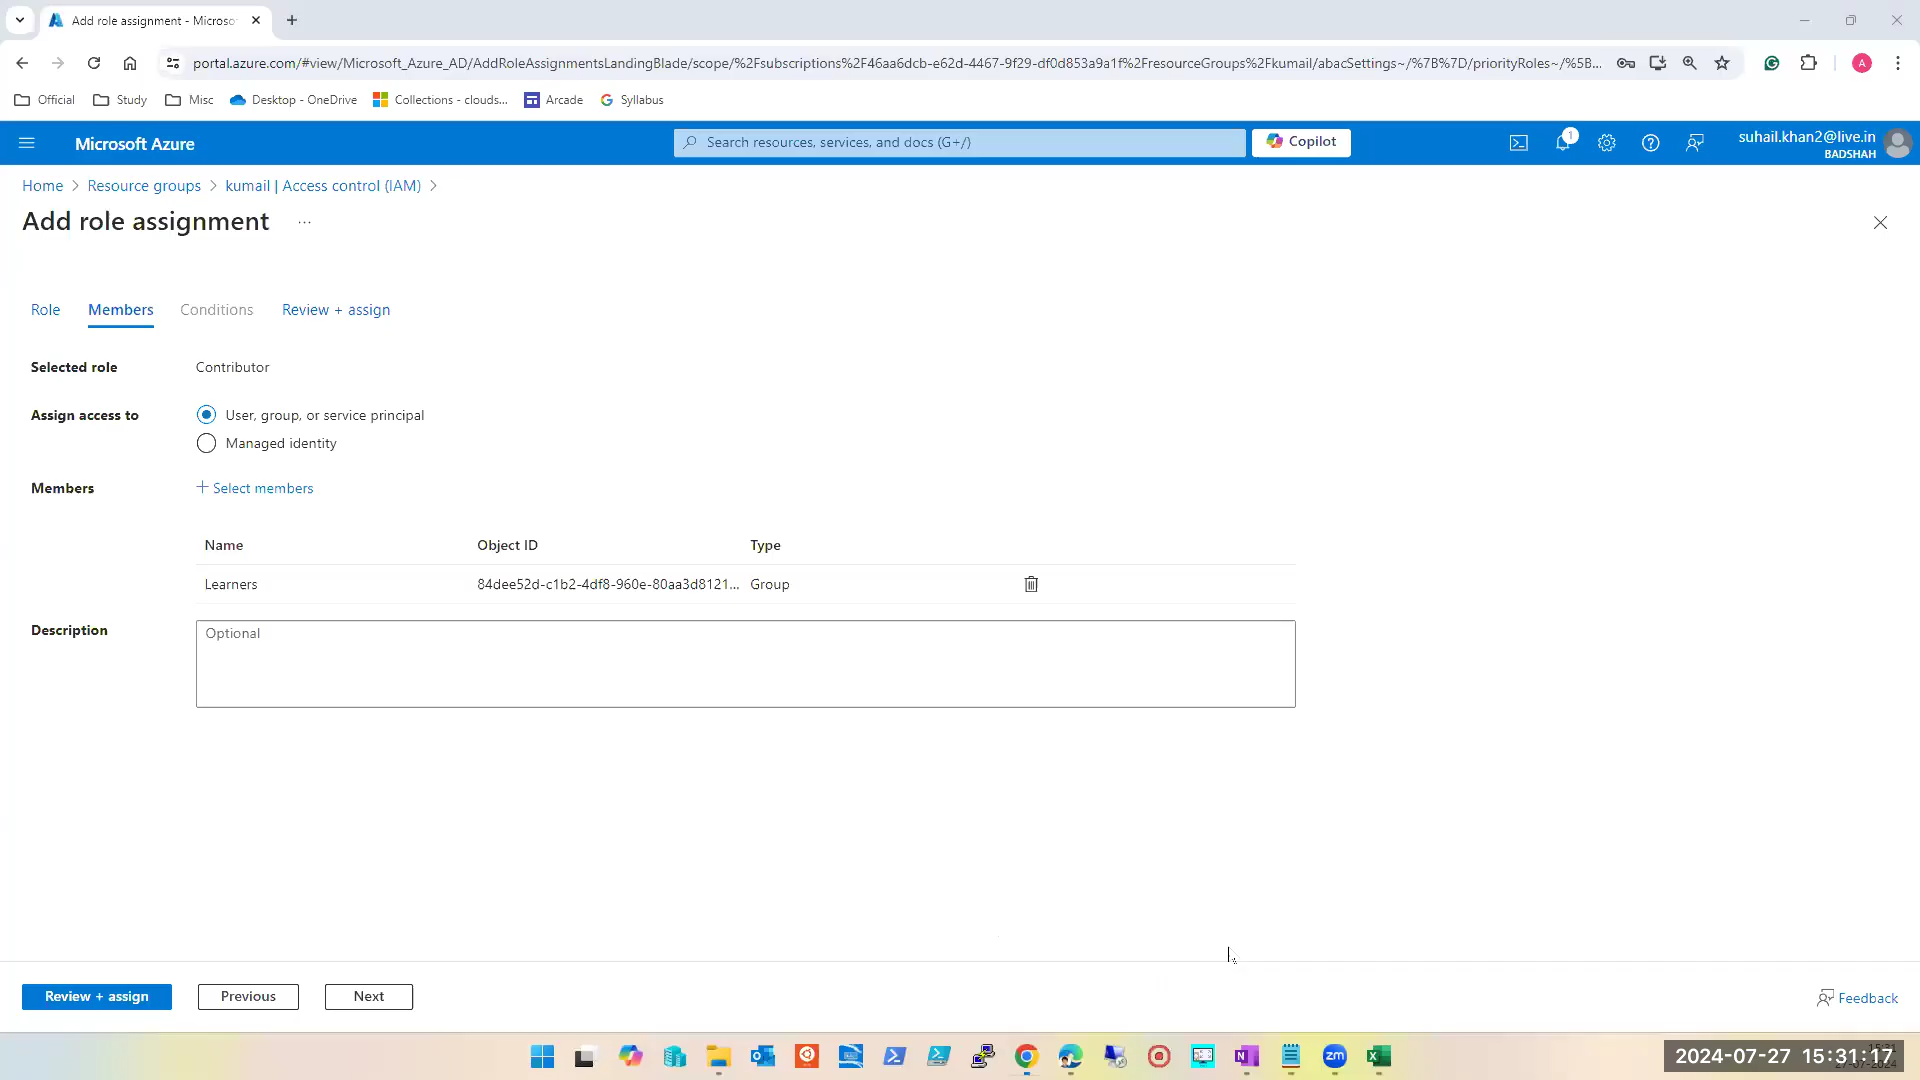 Add role assignment - Microso
portal.azure.com/#view/Microsoft_Azure_AD/AddRoleAssignmentsLandingBlade/scope/%2Fsubscriptions%2F46aa6dcb-e62d-4467-9f29-df0d853a9a1f%2FresourceGroups%2Fkumail/abacSettings~/%7B%7D/priorityRoles~/%5B...
A
Official
Study
Misc
Desktop - OneDrive
Collections - clouds...
Arcade
Syllabus
Microsoft Azure
Search resources, services, and docs (G+/)
Copilot
1
suhail.khan2@live.in
BADSHAH
Home > Resource groups > kumail | Access control (IAM) >
Add role assignment ...
Role
Members
Conditions
Review + assign
Selected role
Contributor
Assign access to
User, group, or service principal
Managed identity
Members
+ Select members
Name
Object ID
Type
Learners
84dee52d-c1b2-4df8-960e-80aa3d8121...
Group
Description
Optional
Review + assign
Previous
Next
Feedback
zm
2024-07-27 15:31:17